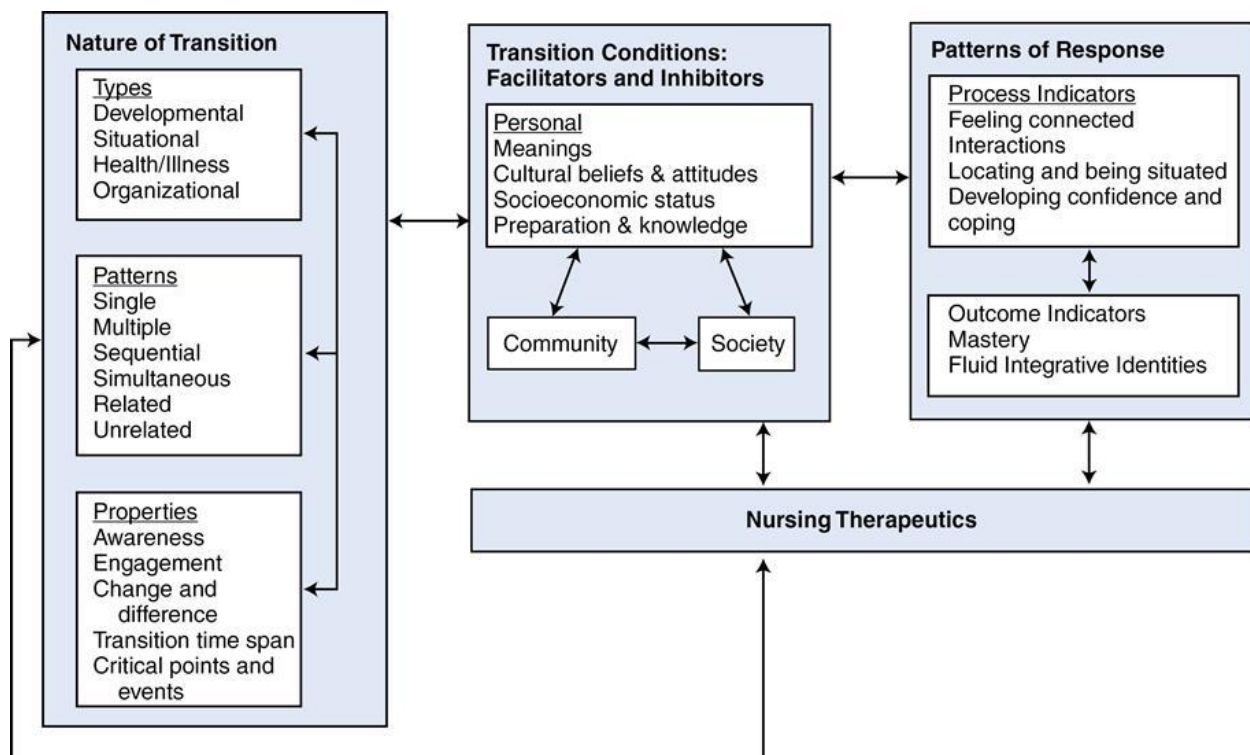 Nature of Transition
Types
Developmental
Situational
Health/Illness
Organizational
Patterns
Single
Multiple
Sequential
Simultaneous
Related
Unrelated
Properties
Awareness
Engagement
Change and
difference
Transition time span
Critical points and
events
Transition Conditions:
Facilitators and Inhibitors
Personal
Meanings
Cultural beliefs & attitudes
Socioeconomic status
Preparation & knowledge
Community
Society
Patterns of Response
Process Indicators
Feeling connected
Interactions
Locating and being situated
Developing confidence and
coping
Outcome Indicators
Mastery
Fluid Integrative Identities
Nursing Therapeutics